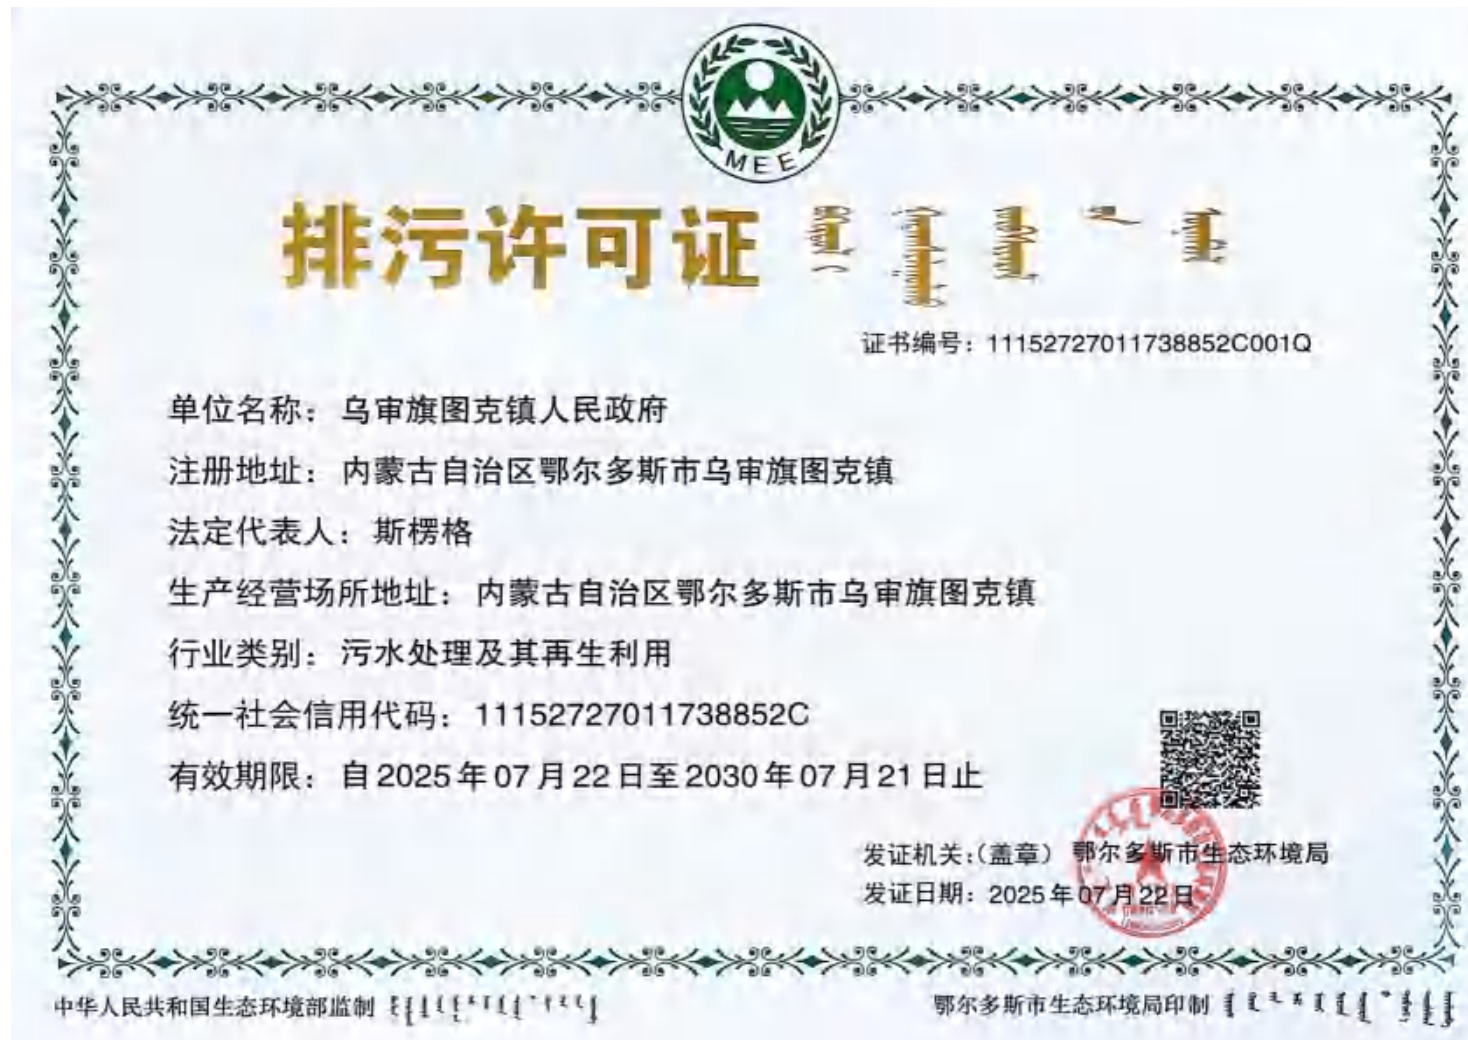 MEE
排污许可证
证书编号：11152727011738852C001Q
单位名称：乌审旗图克镇人民政府
注册地址：内蒙古自治区鄂尔多斯市乌审旗图克镇
法定代表人：斯楞格
生产经营场所地址：内蒙古自治区鄂尔多斯市乌审旗图克镇
行业类别：污水处理及其再生利用
统一社会信用代码：11152727011738852C
有效期限：自2025年07月22日至2030年07月21日止
发证机关：（盖章）鄂尔多斯市生态环境局
发证日期：2025年07月22日
中华人民共和国生态环境部监制
鄂尔多斯市生态环境局印制